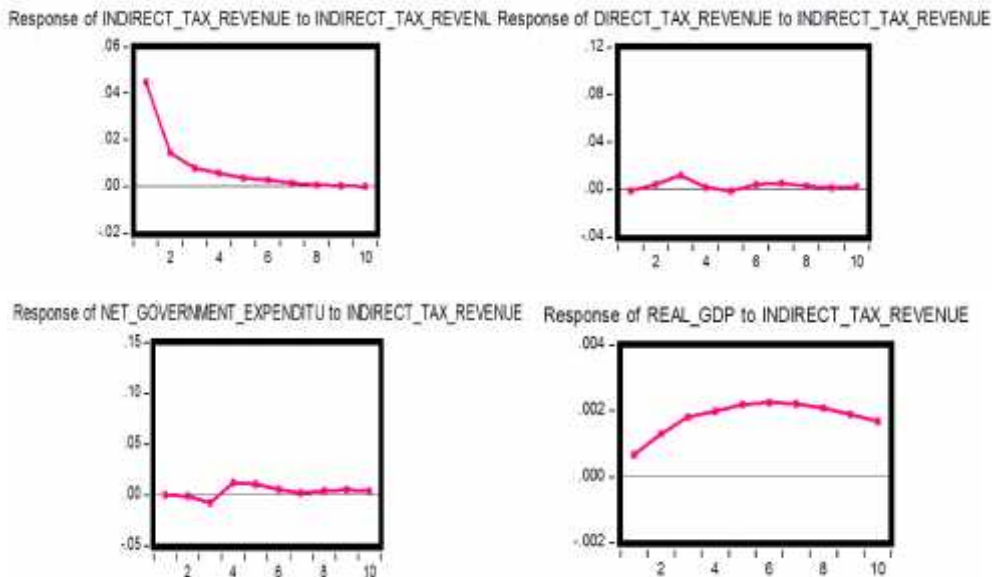 Response of INDIRECT_TAX_REVENUE to INDIRECT_TAX_REVENL
.06
.04
.02
.00
-.02
2 4 6 8 10
Response of DIRECT_TAX_REVENUE to INDIRECT_TAX_REVENUE
.12
.08
.04
.00
-.04
2 4 6 8 10
Response of NET_GOVERNMENT_EXPENDITU to INDIRECT_TAX_REVENUE
.15
.10
.05
.00
-.05
2 4 6 8 10
Response of REAL_GDP to INDIRECT_TAX_REVENUE
.004
.002
.000
-.002
2 4 6 8 10